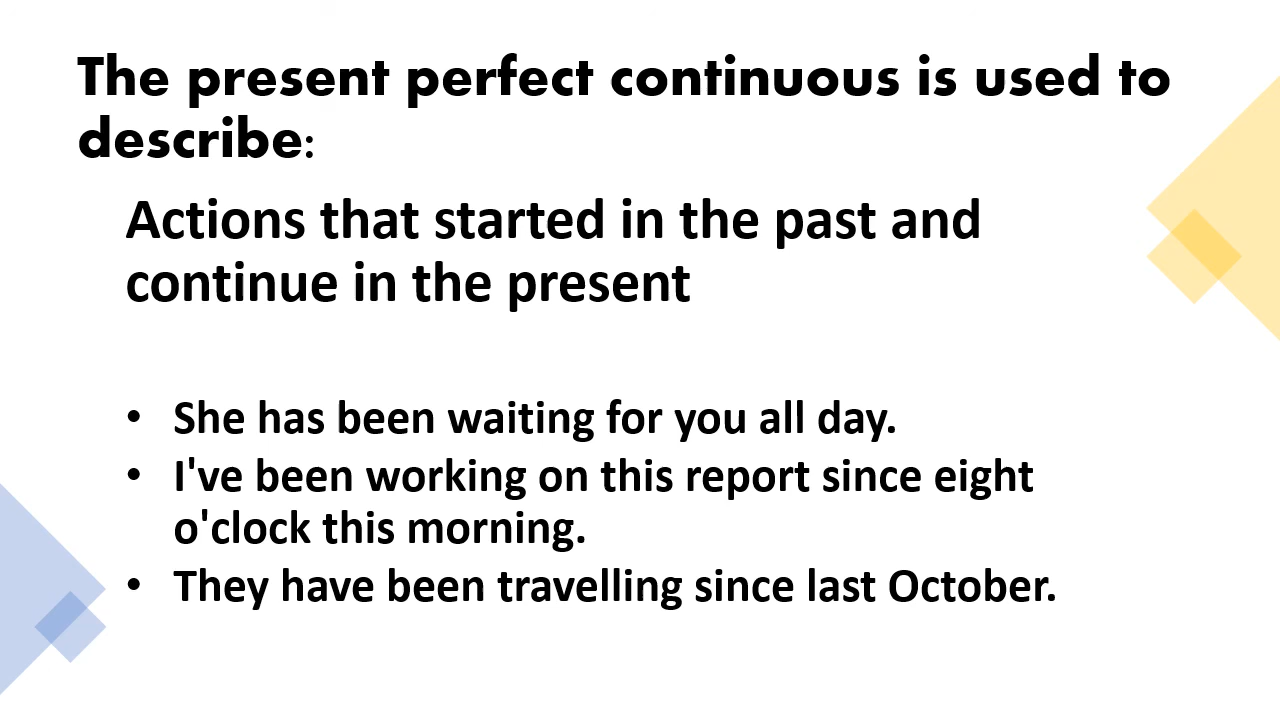 The present perfect continuous is used to
describe:
Actions that started in the past and
continue in the present
• She has been waiting for you all day.
• I've been working on this report since eight
o'clock this morning.
• They have been travelling since last October.